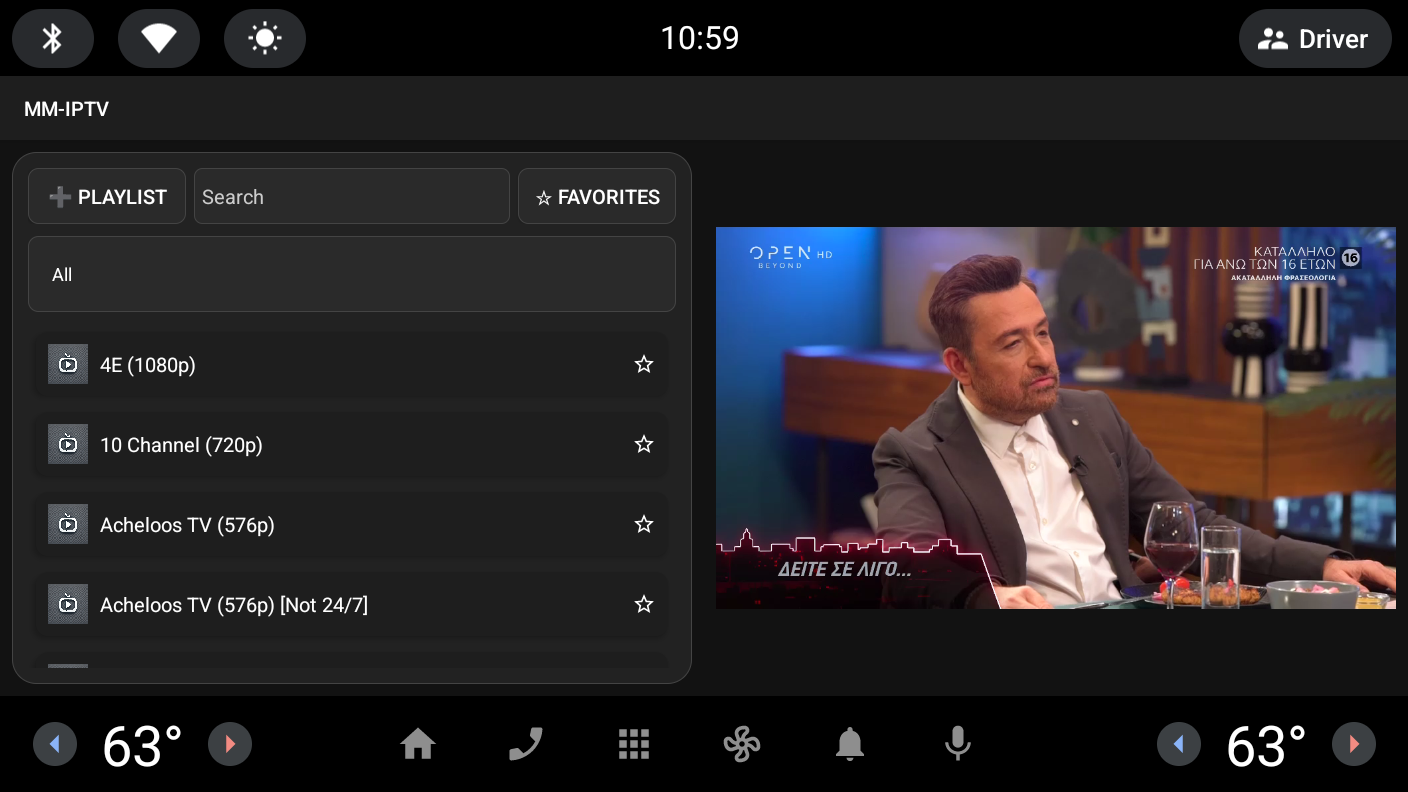 10:59
Driver
MM-IPTV
➕ PLAYLIST
Search
☆ FAVORITES
All
4E (1080p)
10 Channel (720p)
Acheloos TV (576p)
Acheloos TV (576p) [Not 24/7]
OPEN HD
BEYOND
ΚΑΤΑΛΛΗΛΟ
ΓΙΑ ΑΝΩ ΤΩΝ 16 ΕΤΩΝ
16
ΑΚΑΤΑΛΛΗΛΗ ΦΡΑΣΕΟΛΟΓΙΑ
ΔΕΙΤΕ ΣΕ ΛΙΓΟ...
63°
63°